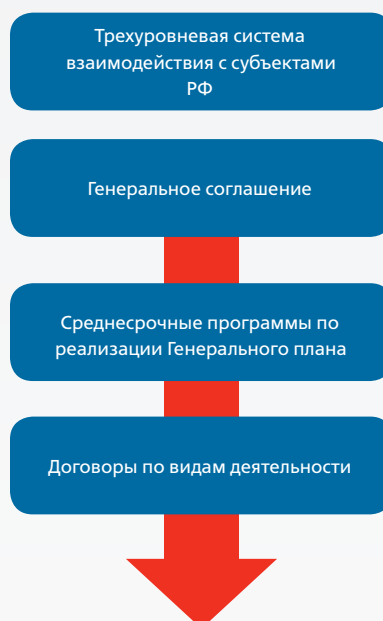 Трехуровневая система
взаимодействия с субъектами
РФ
Генеральное соглашение
Среднесрочные программы по
реализации Генерального плана
Договоры по видам деятельности